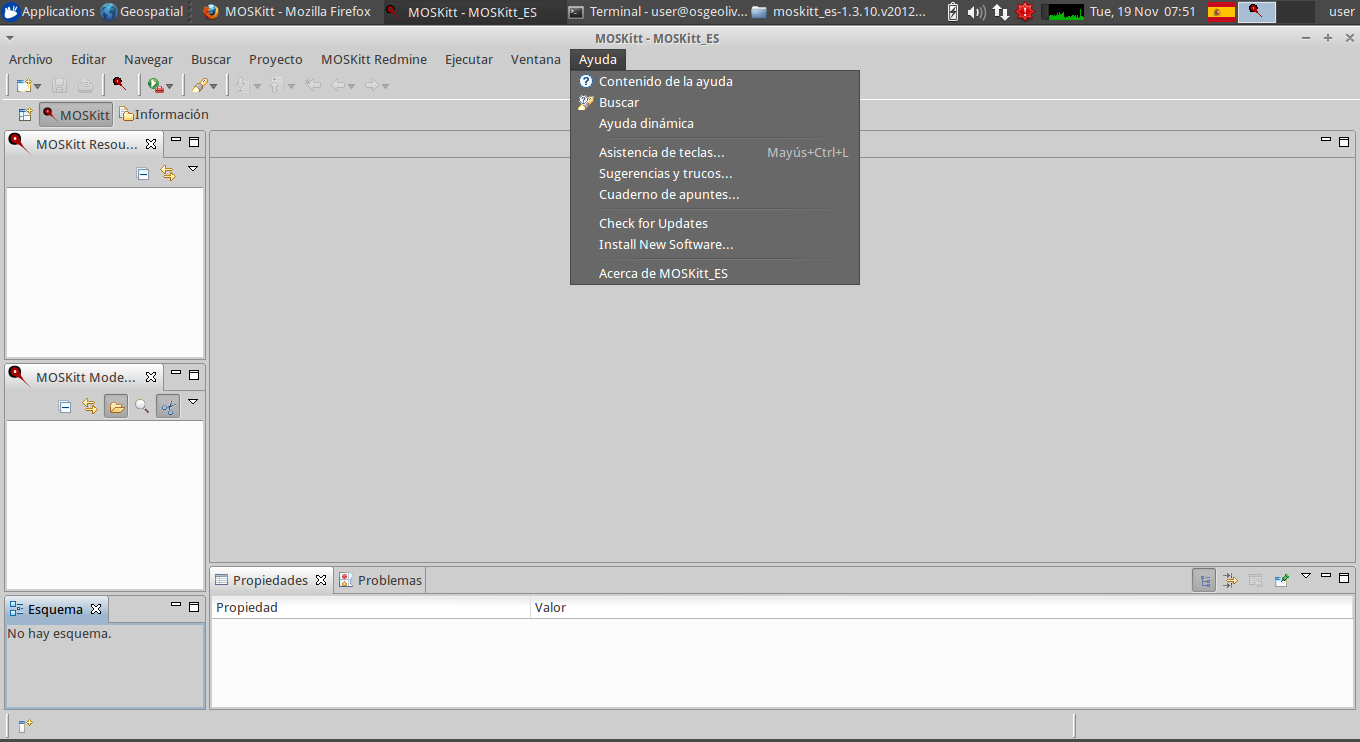 Applications Geospatial MOSKitt - Mozilla Firefox MOSKitt - MOSKitt_ES Terminal - user@osgeoliv... moskitt_es-1.3.10.v2012... Tue, 19 Nov 07:51 user
MOSKitt - MOSKitt_ES
Archivo Editar Navegar Buscar Proyecto MOSKitt Redmine Ejecutar Ventana Ayuda
Contenido de la ayuda
Buscar
Ayuda dinámica
Asistencia de teclas... Mayús+Ctrl+L
Sugerencias y trucos...
Cuaderno de apuntes...
Check for Updates
Install New Software...
Acerca de MOSKitt_ES
MOSKitt Información
MOSKitt Resou...
MOSKitt Mode...
Esquema
No hay esquema.
Propiedades Problemas
Propiedad Valor